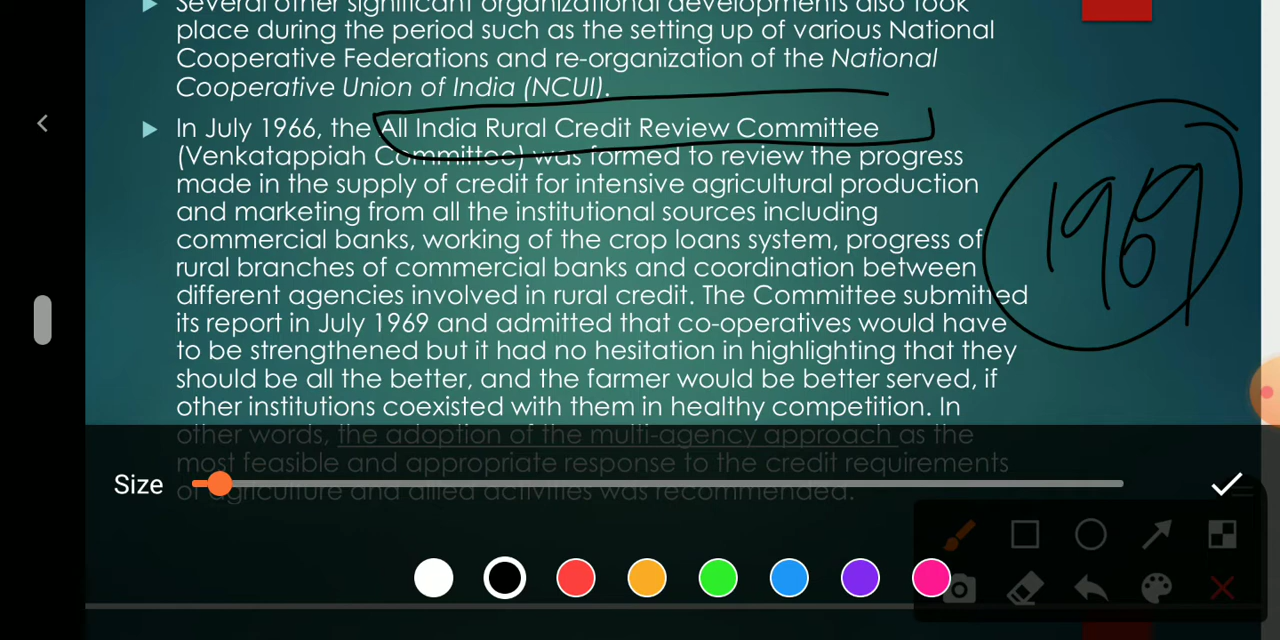 Several other significant organizational developments also took
place during the period such as the setting up of various National
Cooperative Federations and re-organization of the National
Cooperative Union of India (NCUI).
In July 1966, the All India Rural Credit Review Committee
(Venkatappiah Committee) was formed to review the progress
made in the supply of credit for intensive agricultural production
and marketing from all the institutional sources including
commercial banks, working of the crop loans system, progress of
rural branches of commercial banks and coordination between
different agencies involved in rural credit. The Committee submitted
its report in July 1969 and admitted that co-operatives would have
to be strengthened but it had no hesitation in highlighting that they
should be all the better, and the farmer would be better served, if
other institutions coexisted with them in healthy competition. In
other words, the adoption of the multi-agency approach as the
most feasible and appropriate response to the credit requirements
of agriculture and allied activities was recommended.
1969
Size